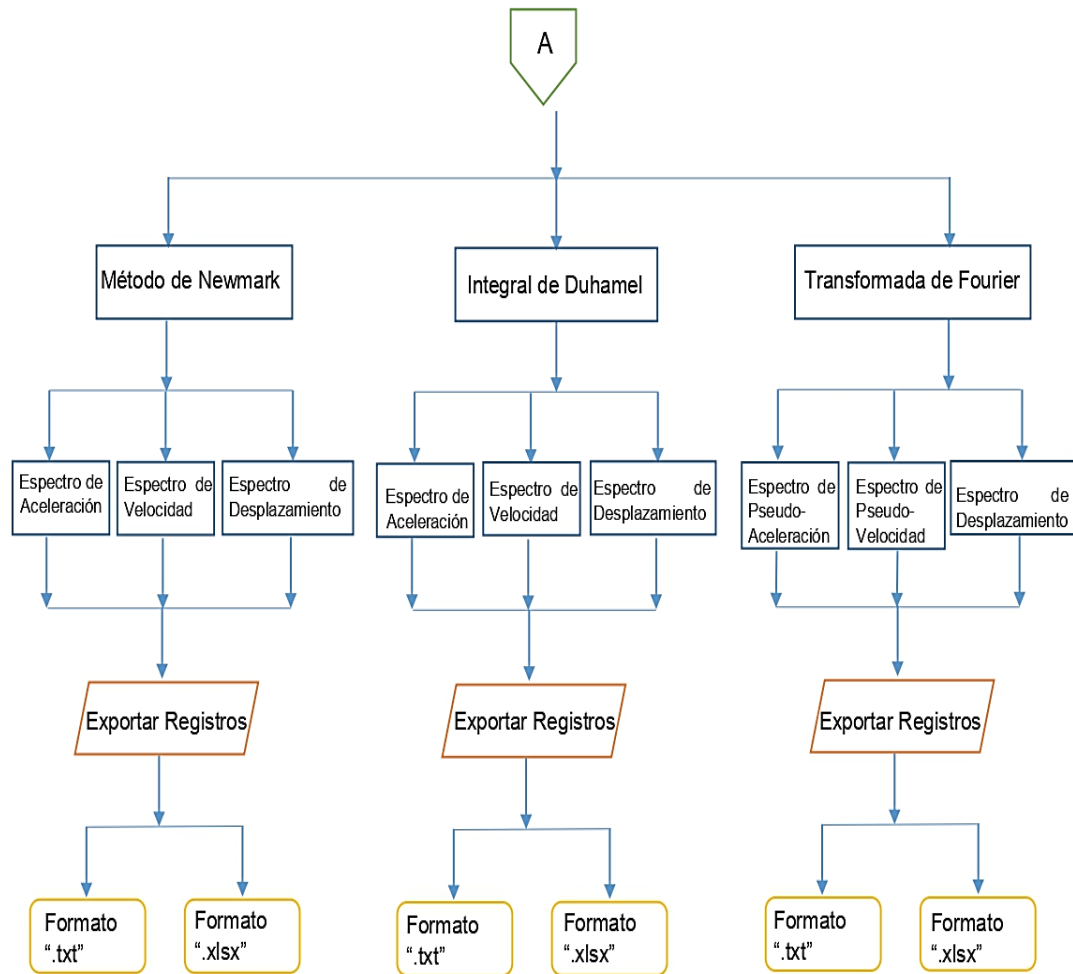 A
Método de Newmark
Integral de Duhamel
Transformada de Fourier
Espectro de
Aceleración
Espectro de
Velocidad
Espectro de
Desplazamiento
Espectro de
Aceleración
Espectro de
Velocidad
Espectro de
Desplazamiento
Espectro de
Pseudo-
Aceleración
Espectro de
Pseudo-
Velocidad
Espectro de
Desplazamiento
Exportar Registros
Exportar Registros
Exportar Registros
Formato
“.txt”
Formato
“.xlsx”
Formato
“.txt”
Formato
“.xlsx”
Formato
“.txt”
Formato
“.xlsx”